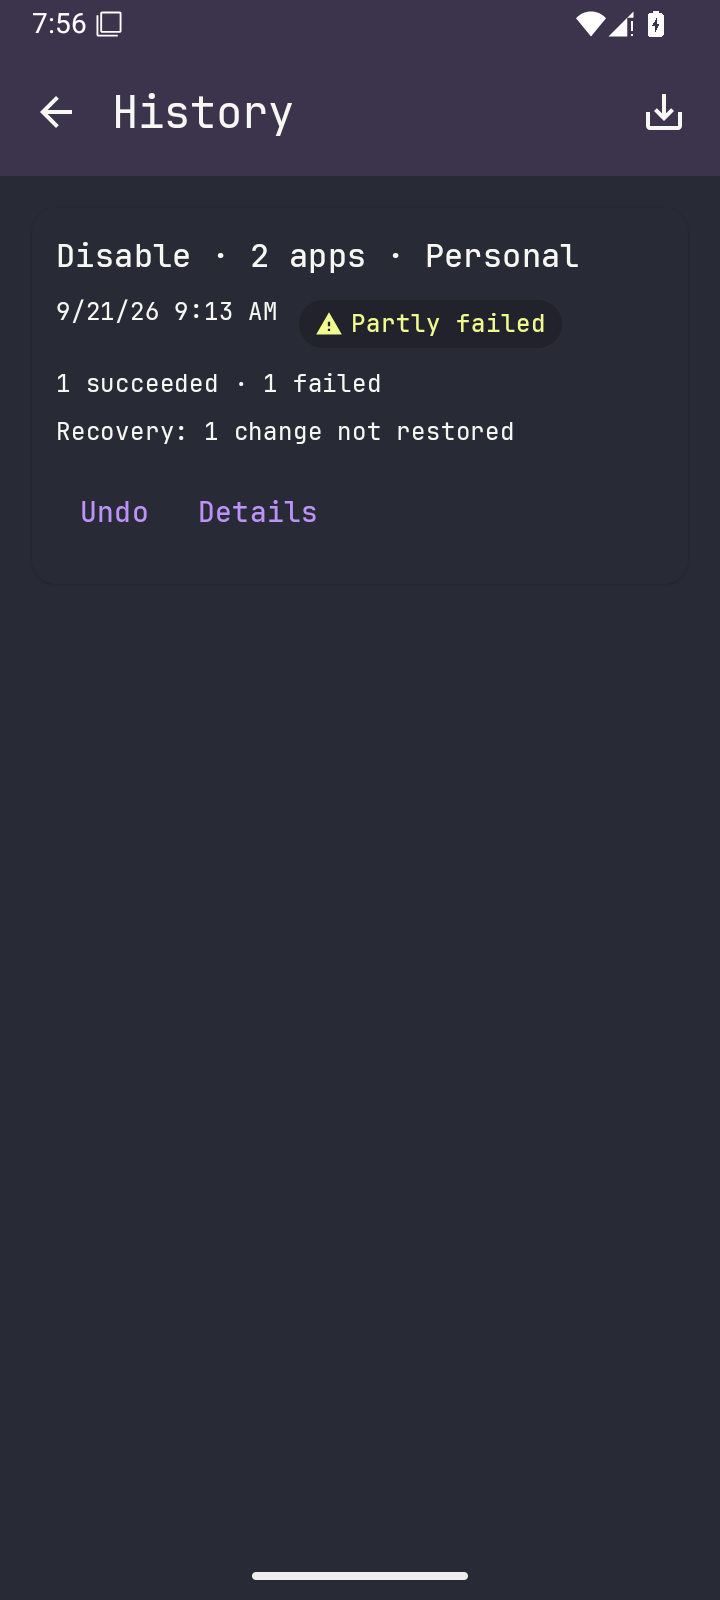 7:56
History
Disable · 2 apps · Personal
9/21/26 9:13 AM Partly failed
1 succeeded · 1 failed
Recovery: 1 change not restored
Undo Details